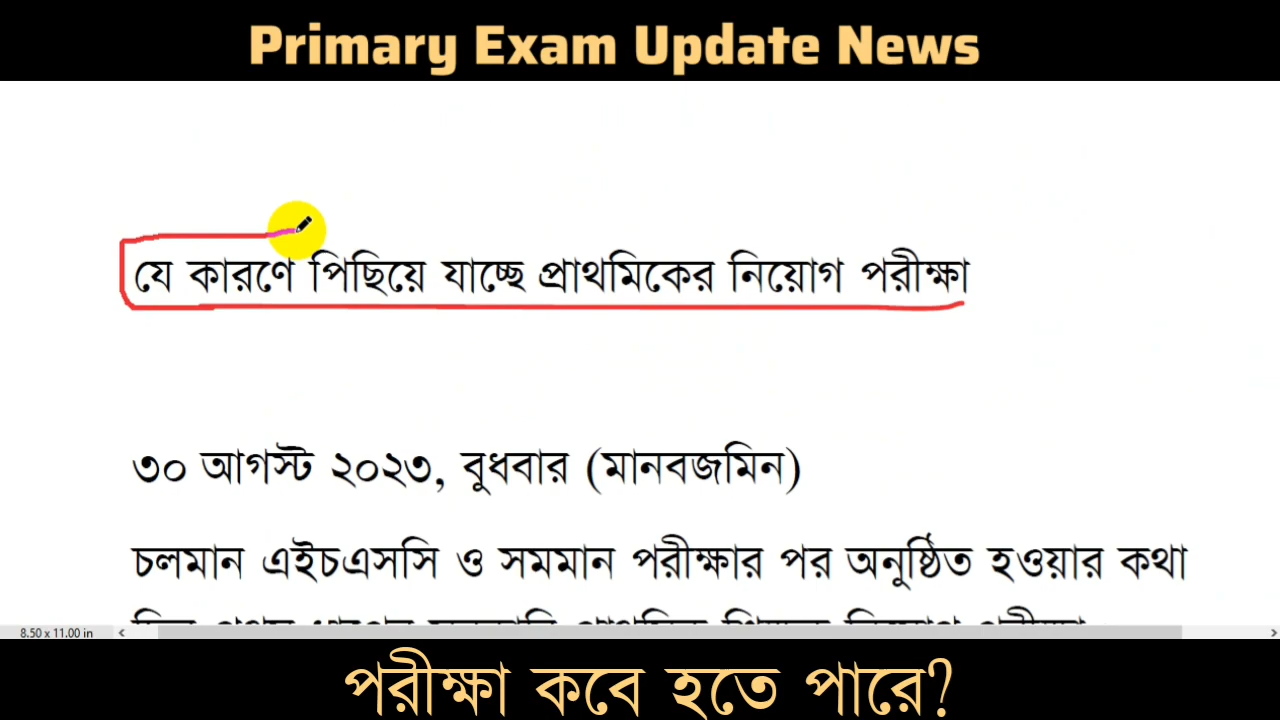 Primary Exam Update News
যে কারণে পিছিয়ে যাচ্ছে প্রাথমিকের নিয়োগ পরীক্ষা
৩০ আগস্ট ২০২৩, বুধবার (মানবজমিন)
চলমান এইচএসসি ও সমমান পরীক্ষার পর অনুষ্ঠিত হওয়ার কথা
8.50 x 11.00 in
পরীক্ষা কবে হতে পারে?